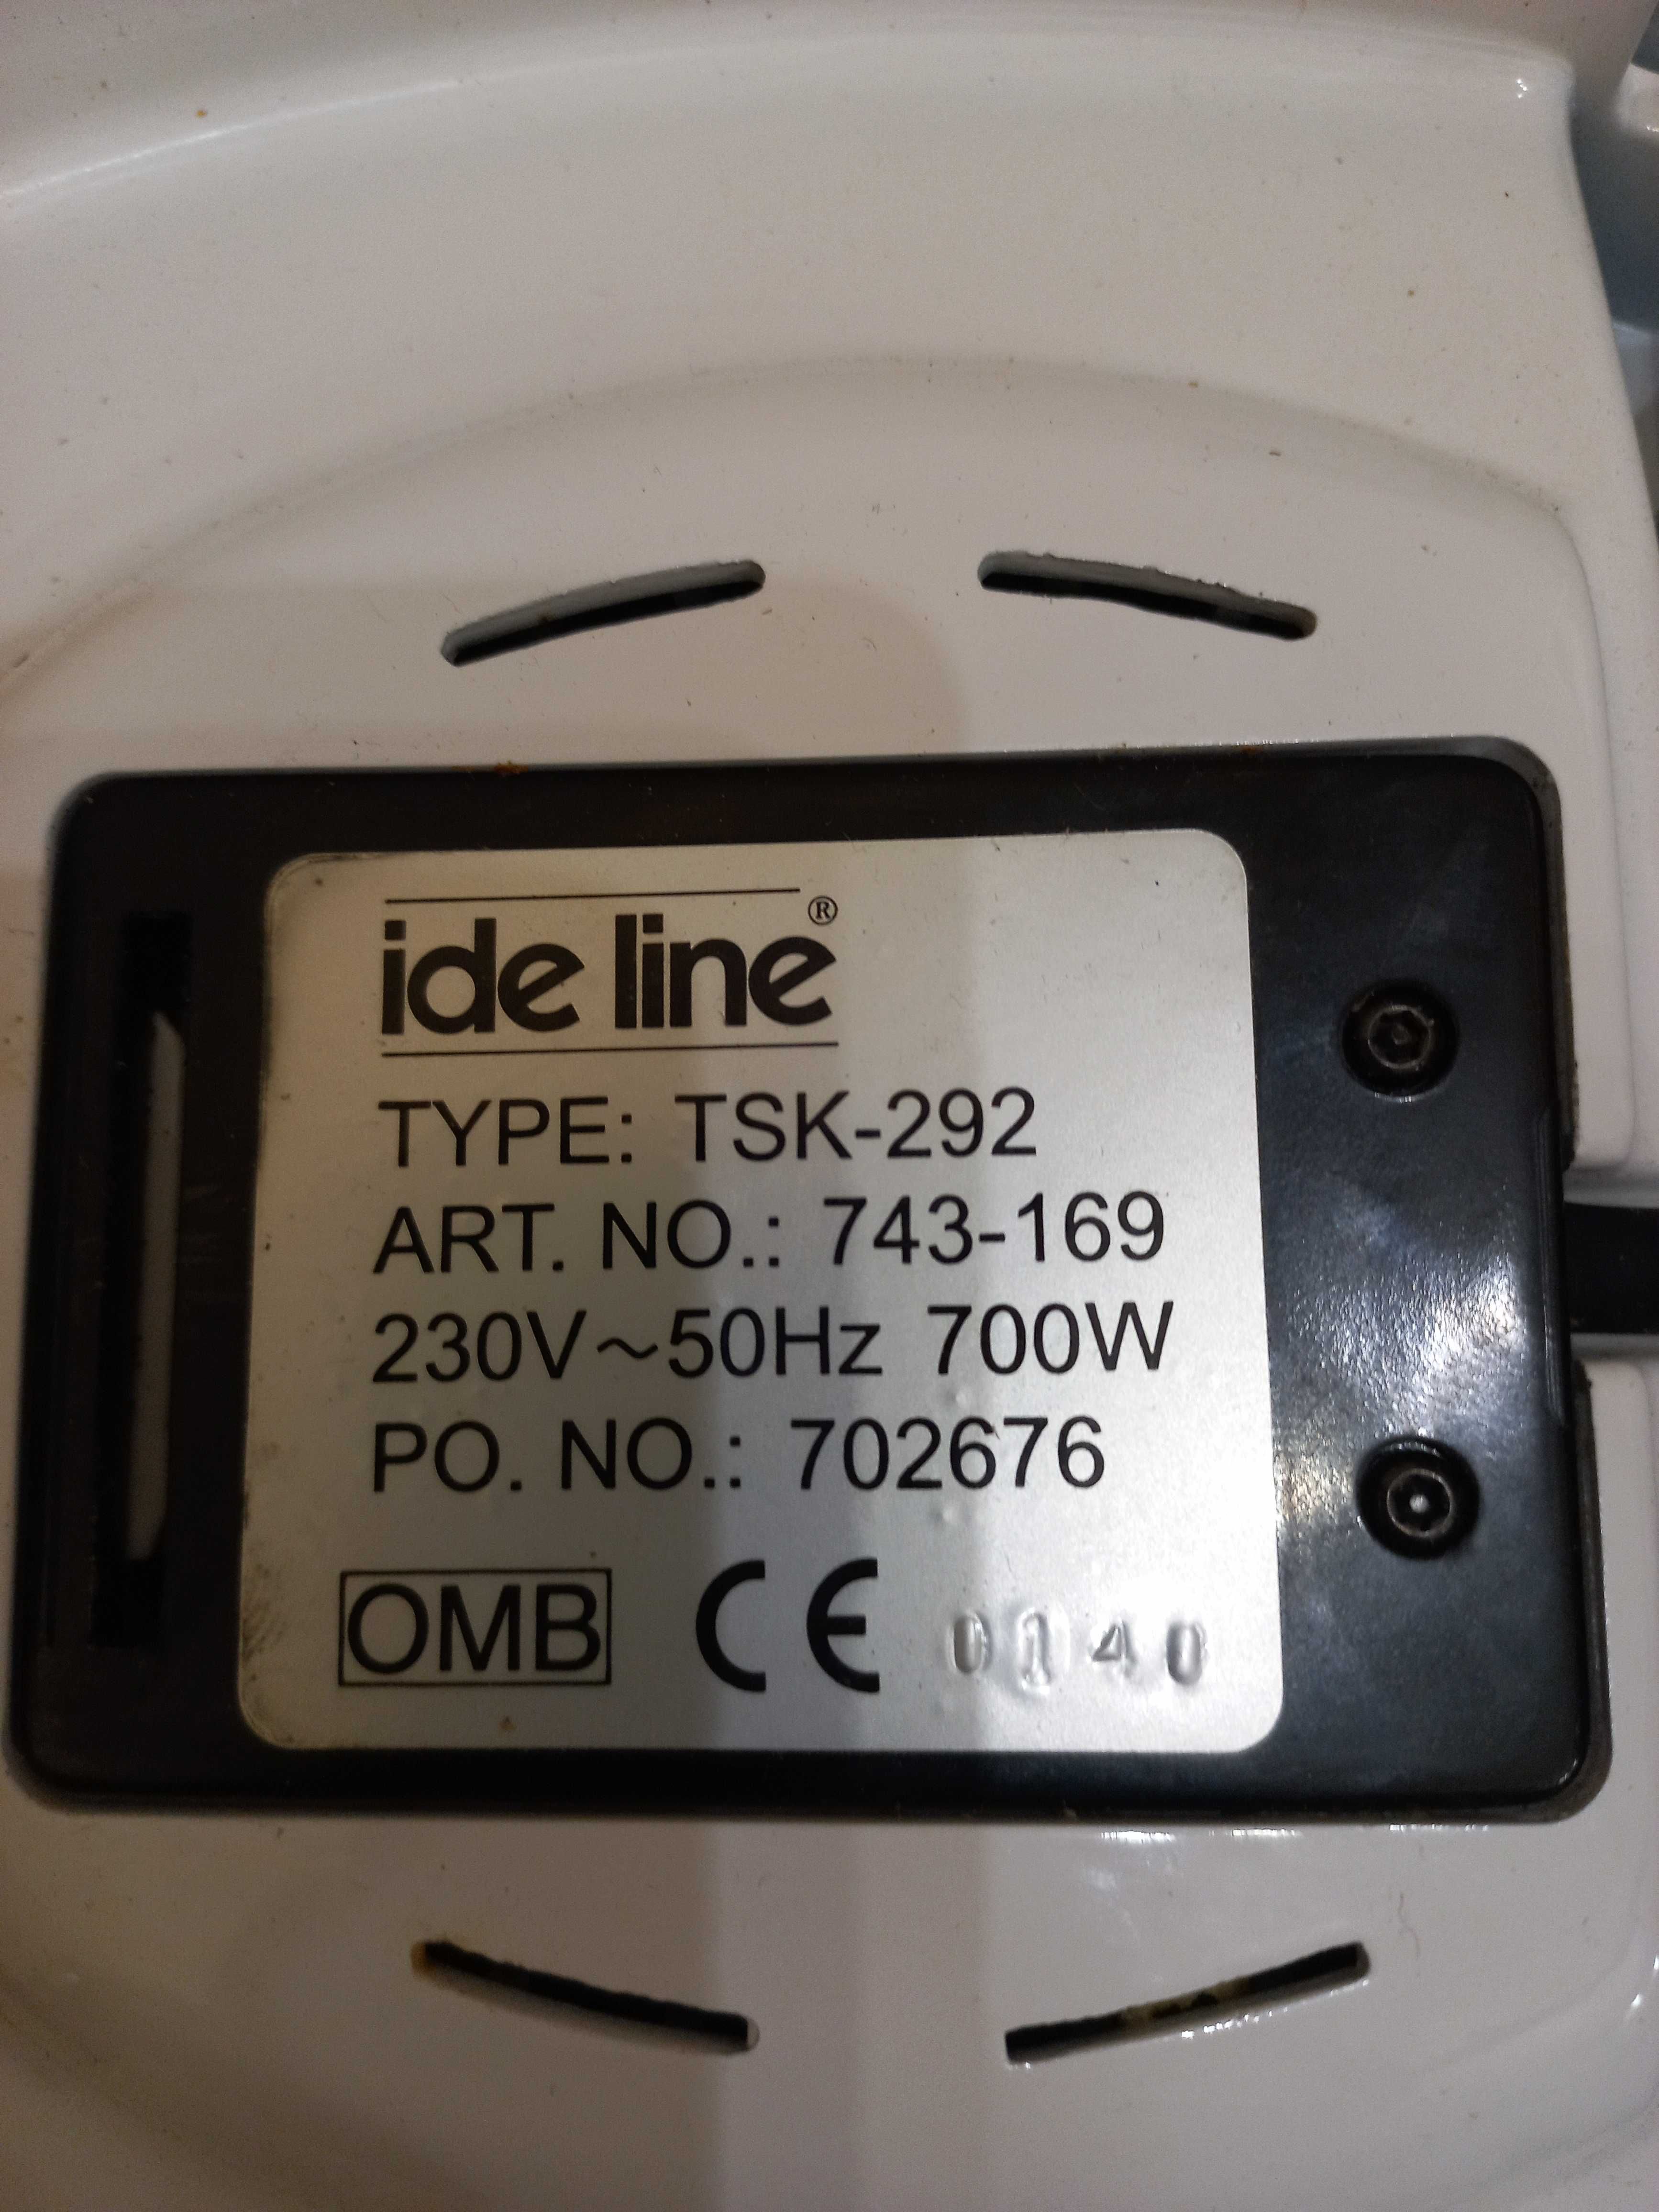 ide line®
TYPE: TSK-292
ART. NO.: 743-169
230V~50Hz 700W
PO. NO.: 702676
OMB CE 0140